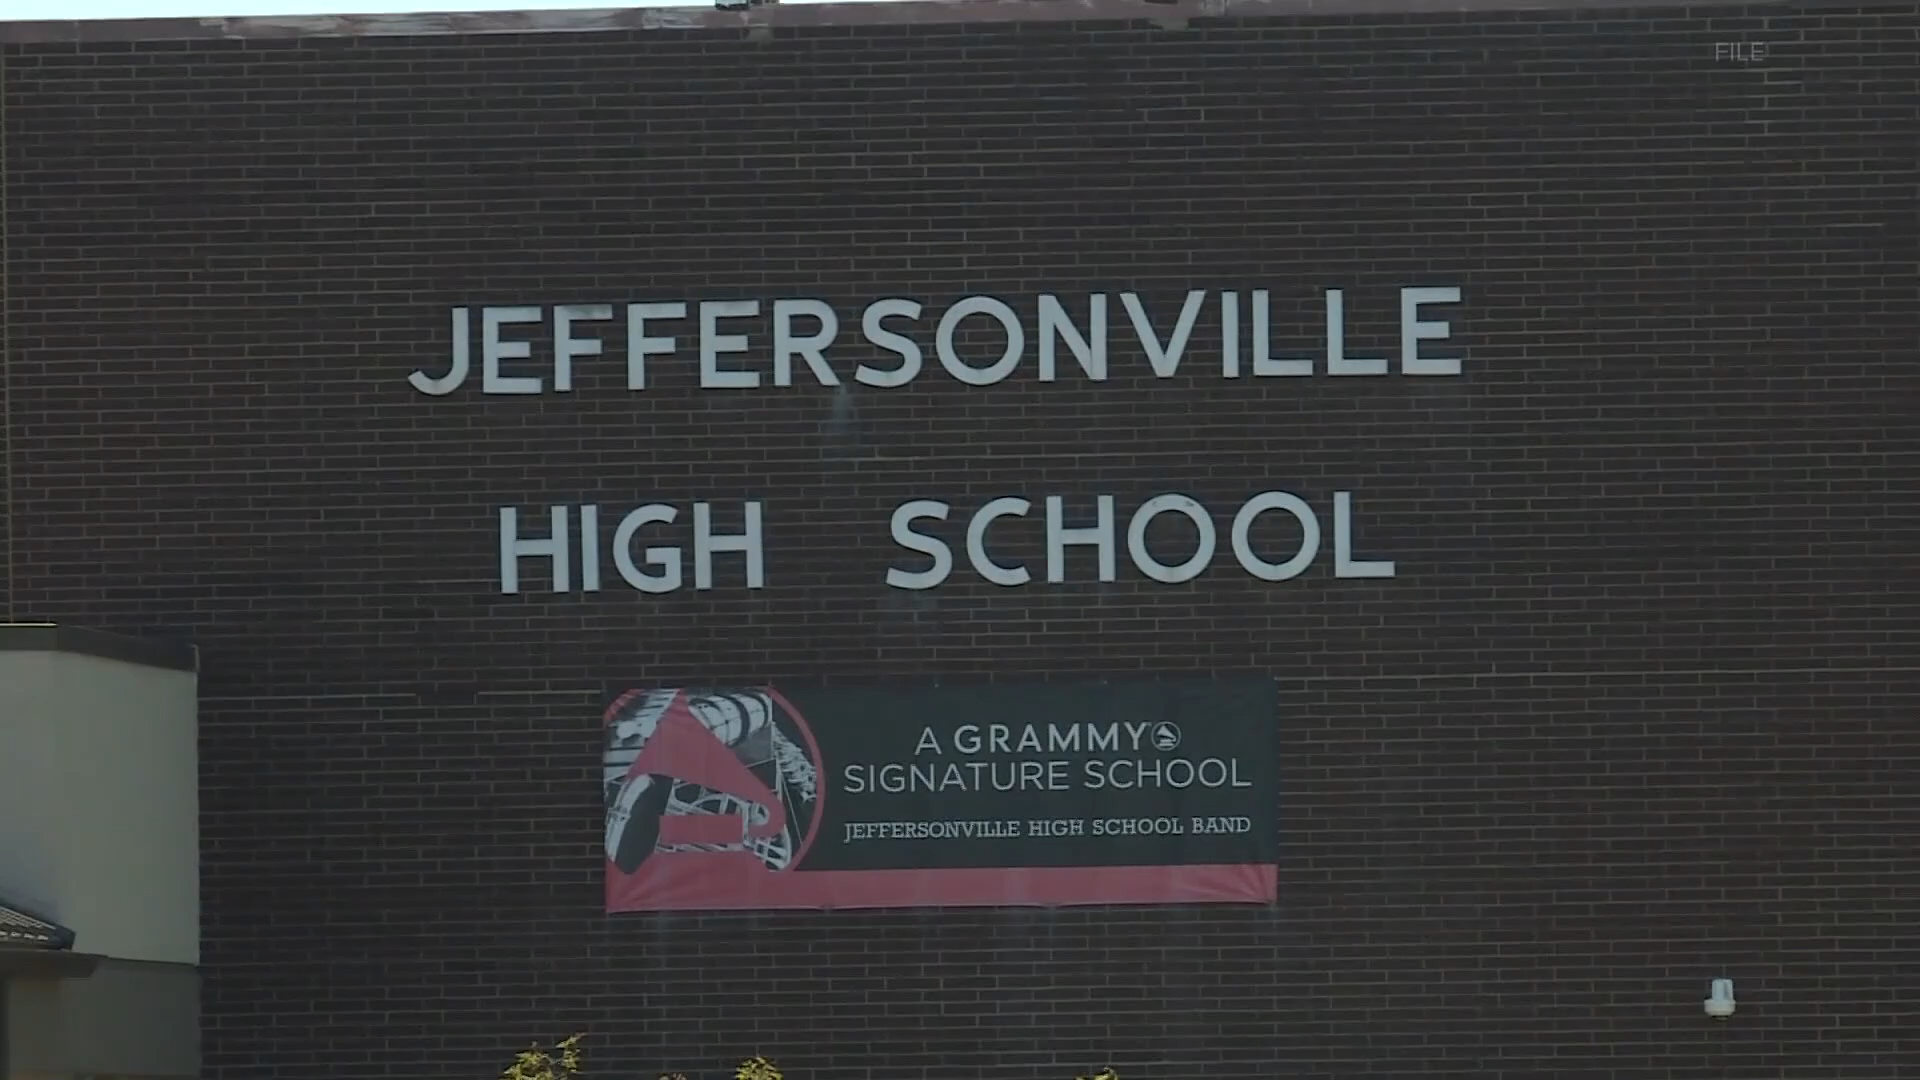 FILE
JEFFERSONVILLE
HIGH SCHOOL
A GRAMMY
SIGNATURE SCHOOL
JEFFERSONVILLE HIGH SCHOOL BAND